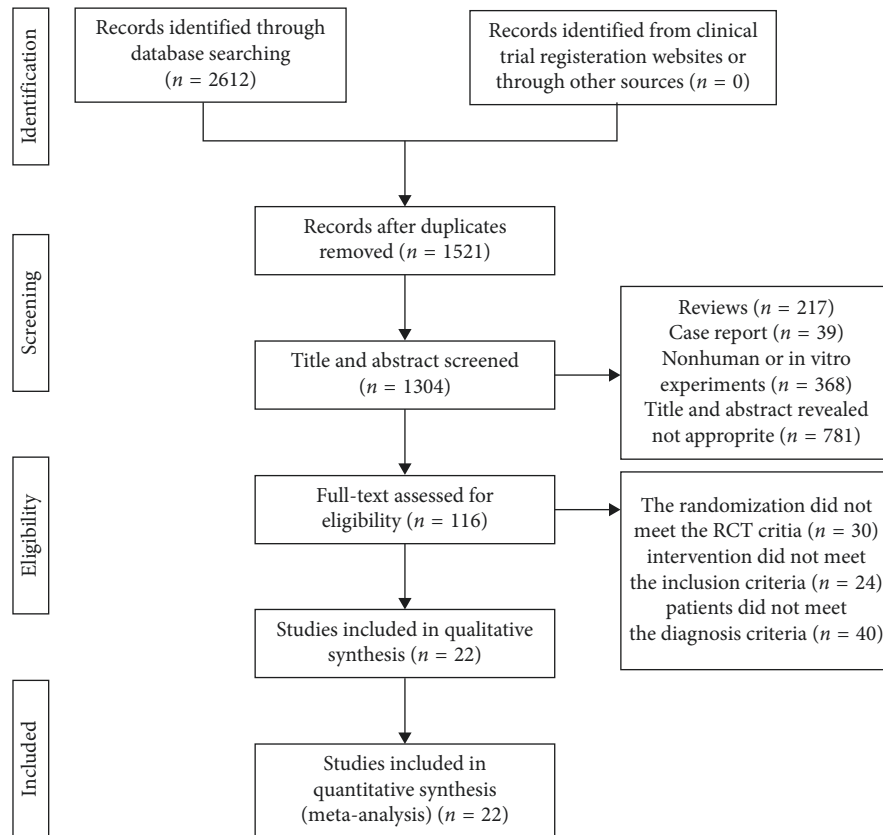 Identification
Records identified through
database searching
(n = 2612)
Records identified from clinical
trial registeration websites or
through other sources (n = 0)
Screening
Records after duplicates
removed (n = 1521)
Title and abstract screened
(n = 1304)
Reviews (n = 217)
Case report (n = 39)
Nonhuman or in vitro
experiments (n = 368)
Title and abstract revealed
not approprite (n = 781)
Eligibility
Full-text assessed for
eligibility (n = 116)
The randomization did not
meet the RCT critia (n = 30)
intervention did not meet
the inclusion criteria (n = 24)
patients did not meet
the diagnosis criteria (n = 40)
Studies included in qualitative
synthesis (n = 22)
Included
Studies included in
quantitative synthesis
(meta-analysis) (n = 22)